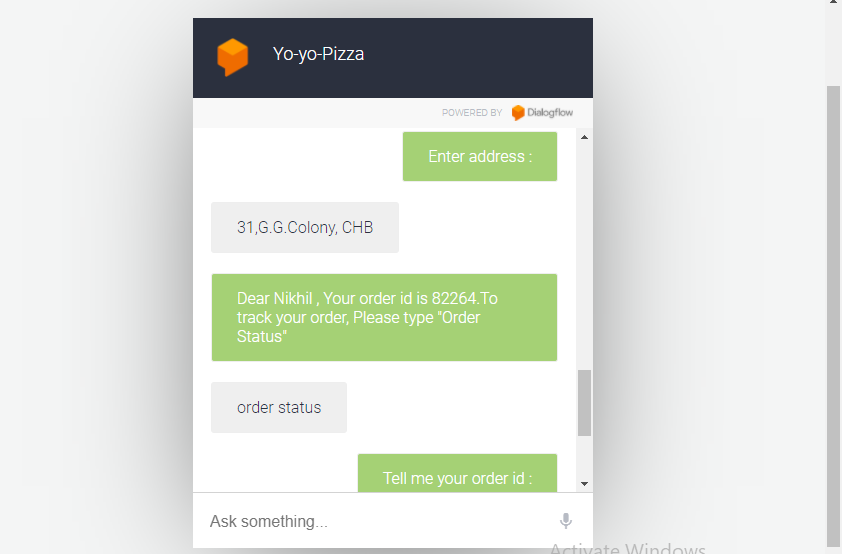 Yo-yo-Pizza
POWERED BY Dialogflow
Enter address :
31,G.G.Colony, CHB
Dear Nikhil , Your order id is 82264.To
track your order, Please type "Order
Status"
order status
Tell me your order id :
Ask something...
Activate Windows